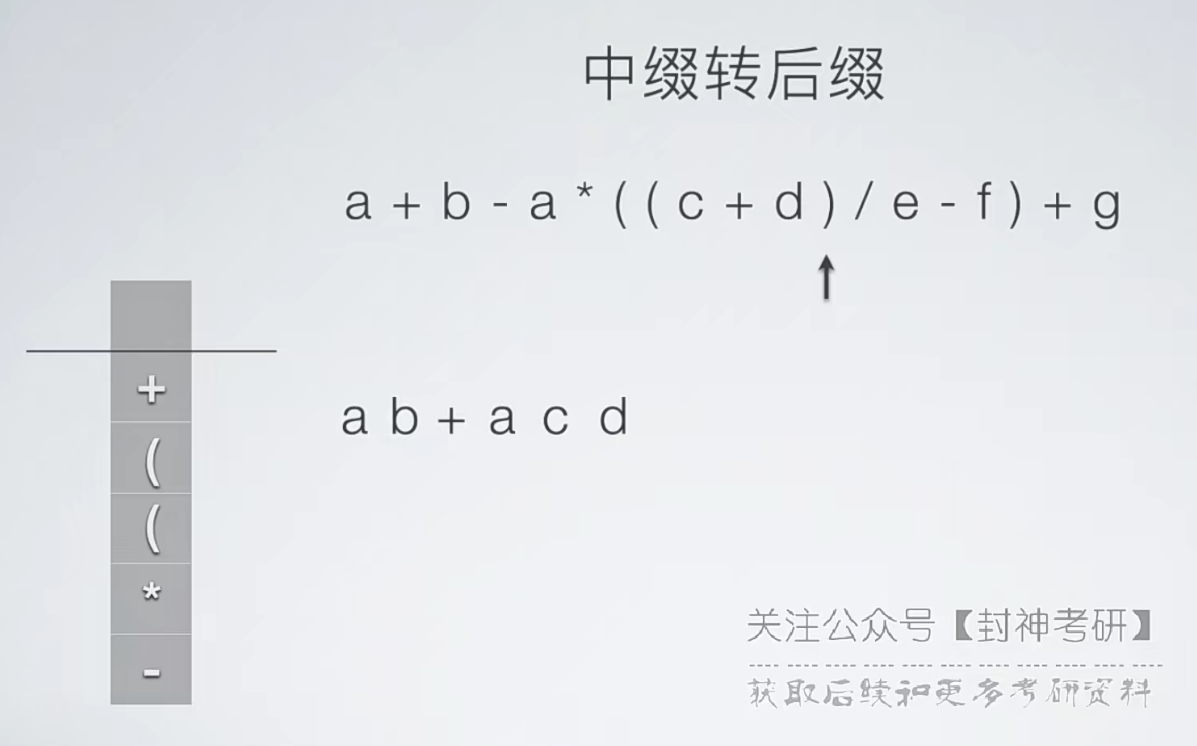 中缀转后缀
a + b - a * ( ( c + d ) / e - f ) + g
+
(
(
*
-
a b + a c d
关注公众号【封神考研】
获取后续和更多考研资料